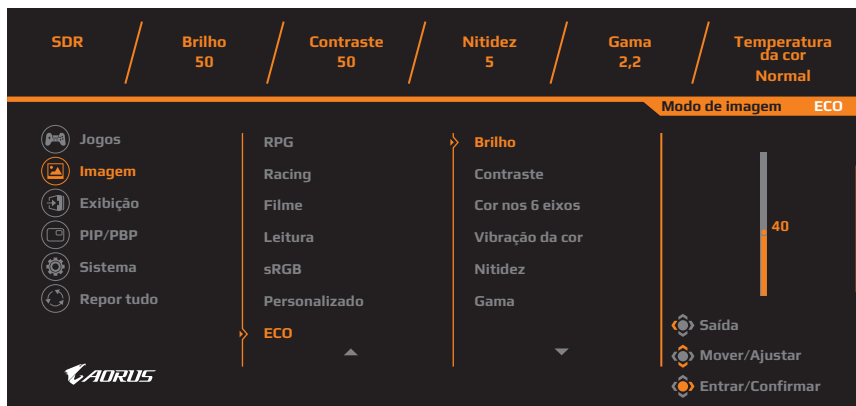 SDR
Brilho
50
Contraste
50
Nitidez
5
Gama
2,2
Temperatura
da cor
Normal
Modo de imagem ECO
Jogos
Imagem
Exibição
PIP/PBP
Sistema
Repor tudo
RPG
Racing
Filme
Leitura
sRGB
Personalizado
ECO
Brilho
Contraste
Cor nos 6 eixos
Vibração da cor
Nitidez
Gama
40
Saída
Mover/Ajustar
Entrar/Confirmar
AORUS